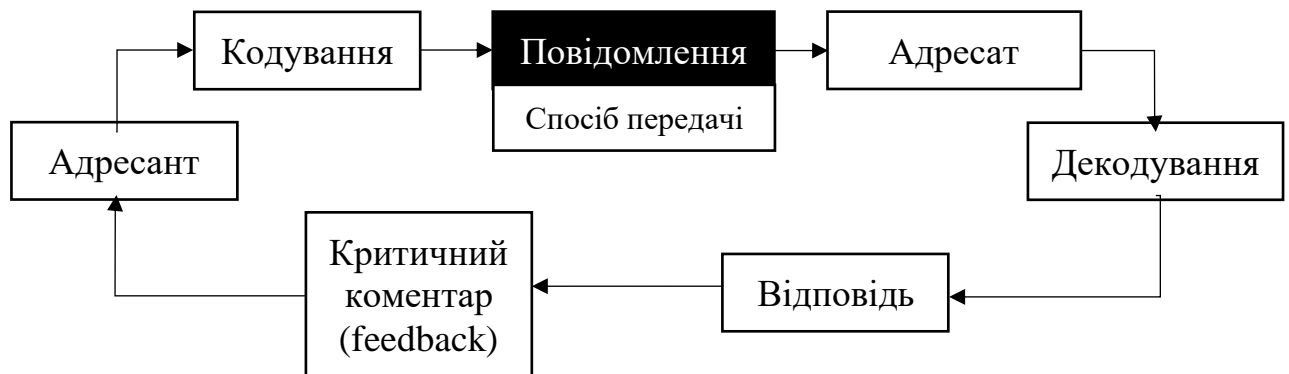 Кодування
Повідомлення
Адресат
Спосіб передачі
Адресант
Декодування
Критичний
коментар
(feedback)
Відповідь